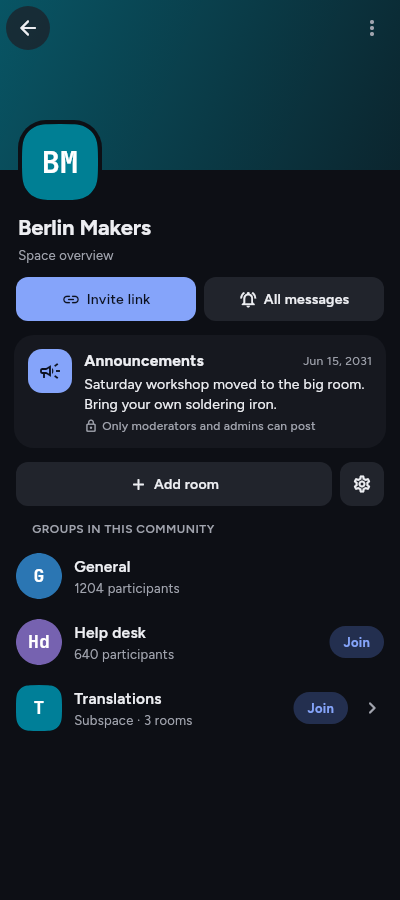 BM
Berlin Makers
Space overview
Invite link
All messages
Announcements
Jun 15, 2031
Saturday workshop moved to the big room.
Bring your own soldering iron.
Only moderators and admins can post
Add room
GROUPS IN THIS COMMUNITY
G
General
1204 participants
Hd
Help desk
640 participants
Join
T
Translations
Subspace · 3 rooms
Join